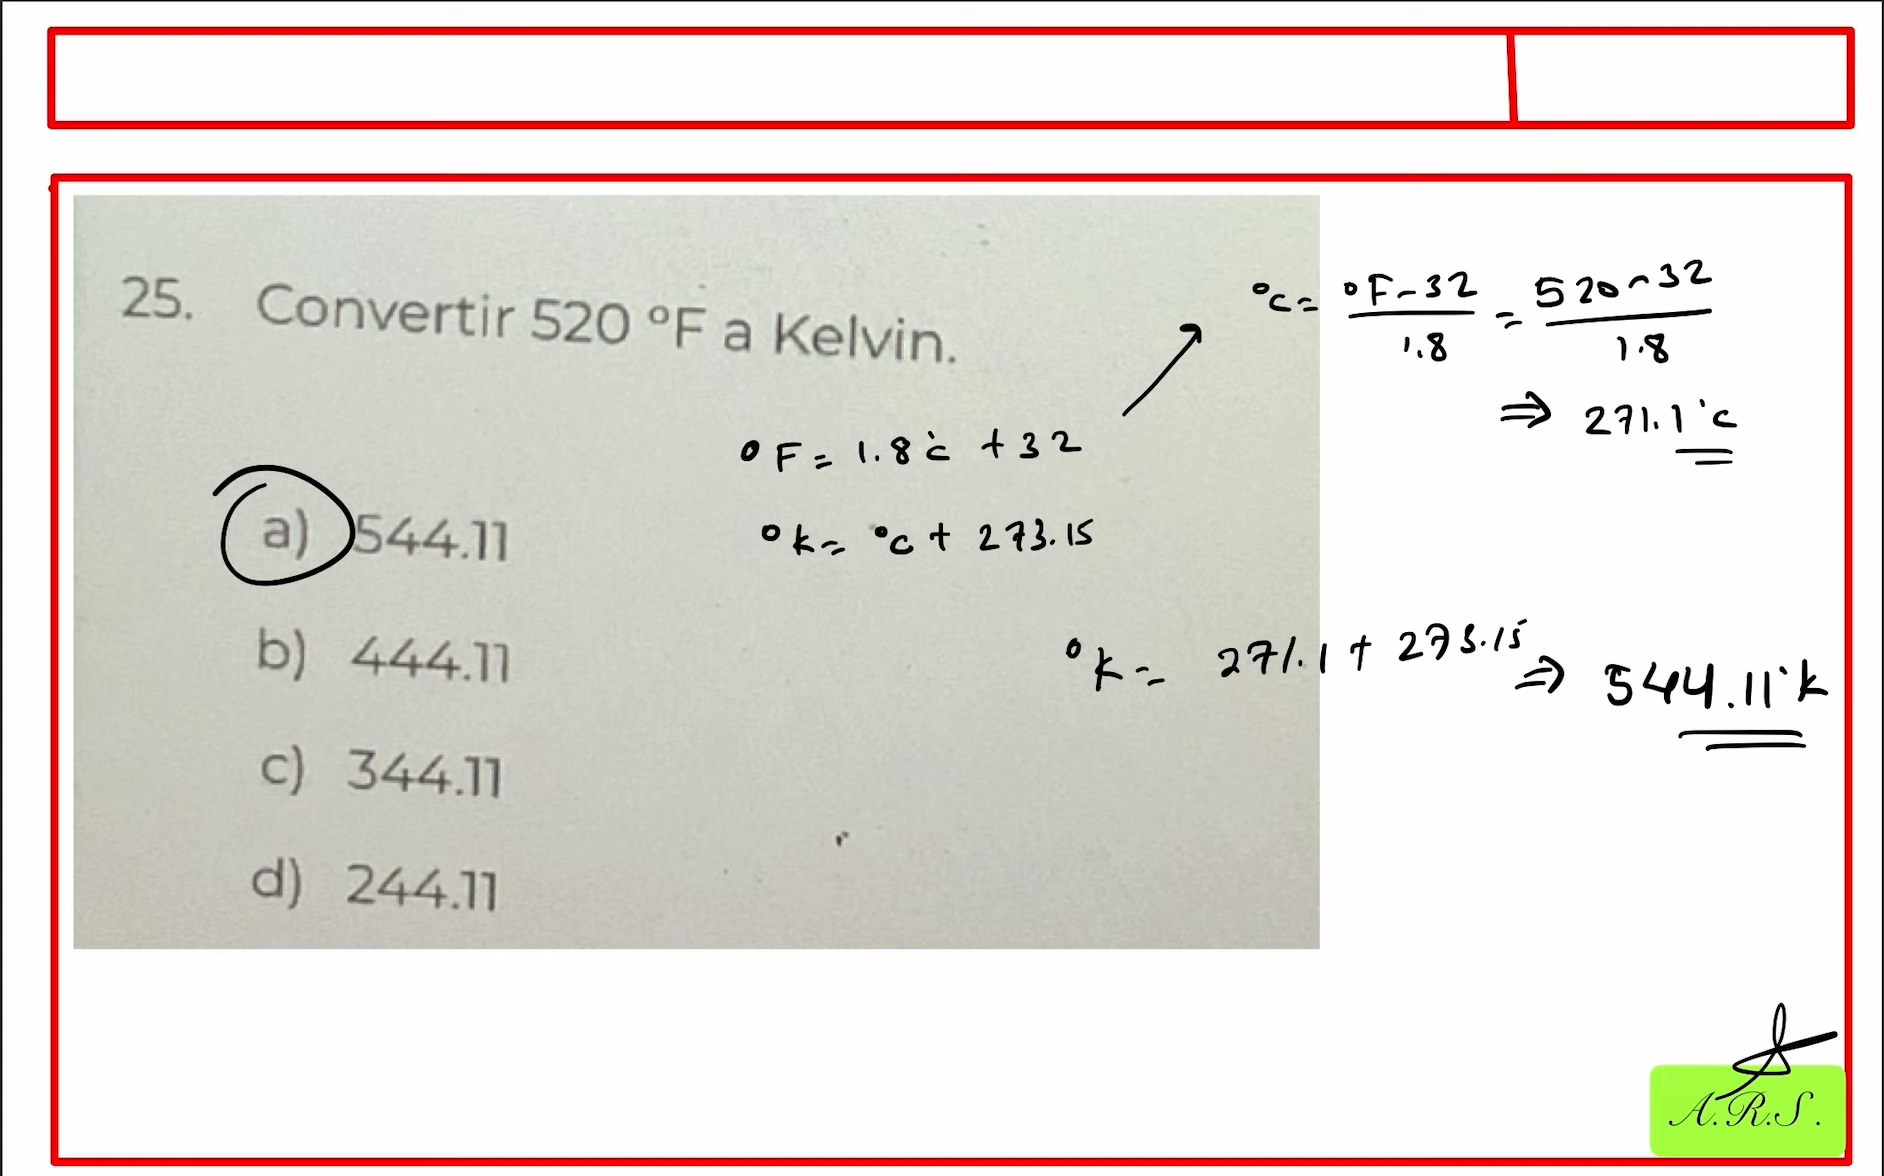 25. Convertir 520 °F a Kelvin.
°C = °F-32 / 1.8 = 520-32 / 1.8
⇒ 271.1°C
°F = 1.8°C + 32
°K = °C + 273.15
a) 544.11
b) 444.11
c) 344.11
d) 244.11
°K = 271.1 + 273.15 ⇒ 544.11°K
A.R.S.